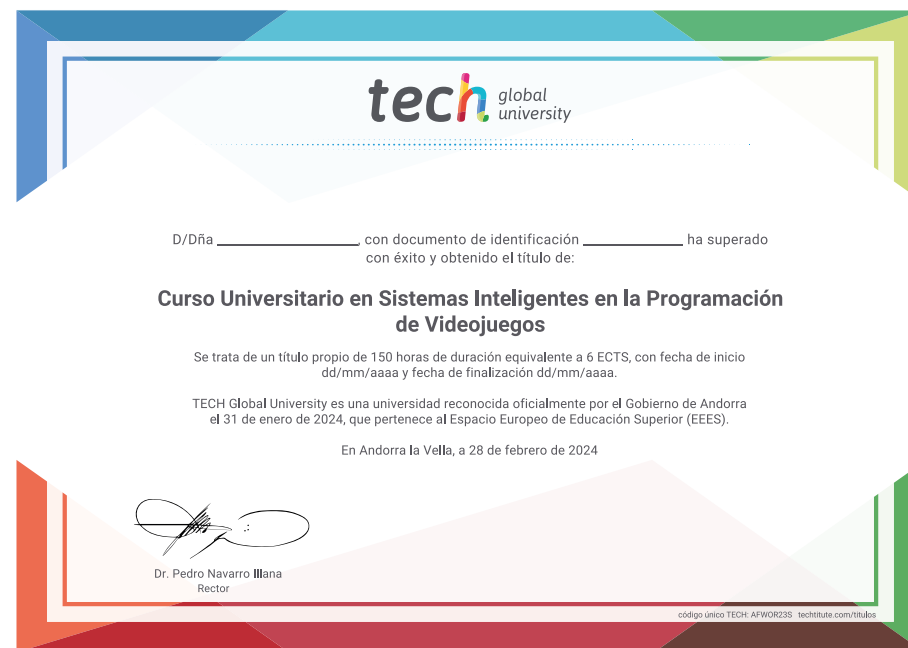 tech global university
D/Dña ______________, con documento de identificación __________ ha superado
con éxito y obtenido el título de:
Curso Universitario en Sistemas Inteligentes en la Programación
de Videojuegos
Se trata de un título propio de 150 horas de duración equivalente a 6 ECTS, con fecha de inicio
dd/mm/aaaa y fecha de finalización dd/mm/aaaa.
TECH Global University es una universidad reconocida oficialmente por el Gobierno de Andorra
el 31 de enero de 2024, que pertenece al Espacio Europeo de Educación Superior (EEES).
En Andorra la Vella, a 28 de febrero de 2024
Dr. Pedro Navarro Illana
Rector
código único TECH: AFWOR23S techtitute.com/titulos